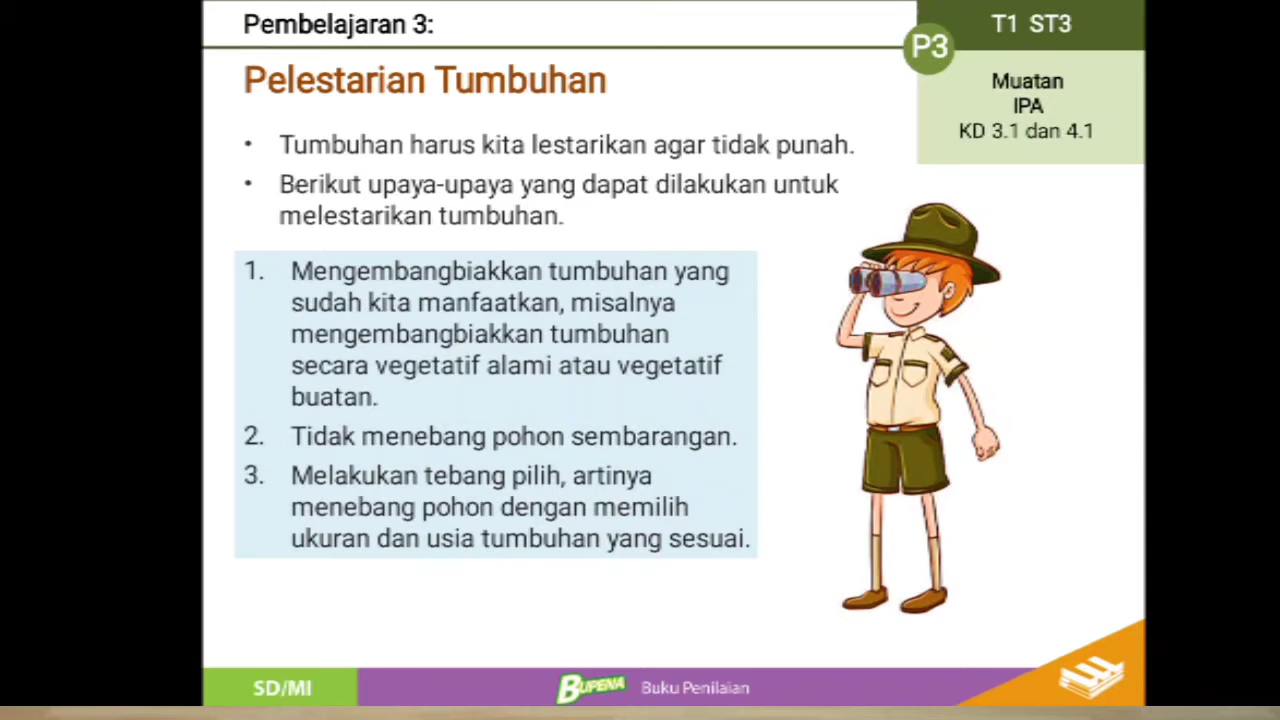 Pembelajaran 3:
T1 ST3
P3
Pelestarian Tumbuhan
Muatan
IPA
KD 3.1 dan 4.1
• Tumbuhan harus kita lestarikan agar tidak punah.
• Berikut upaya-upaya yang dapat dilakukan untuk
melestarikan tumbuhan.
1. Mengembangbiakkan tumbuhan yang
sudah kita manfaatkan, misalnya
mengembangbiakkan tumbuhan
secara vegetatif alami atau vegetatif
buatan.
2. Tidak menebang pohon sembarangan.
3. Melakukan tebang pilih, artinya
menebang pohon dengan memilih
ukuran dan usia tumbuhan yang sesuai.
SD/MI
BUPENA Buku Penilaian